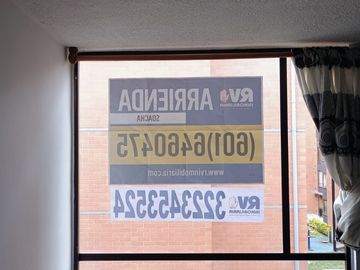 ARRIENDA
RV
INMOBILIARIA
SOACHA
(601)6460475
www.rvinmobiliaria.com
3223453524
RV
INMOBILIARIA